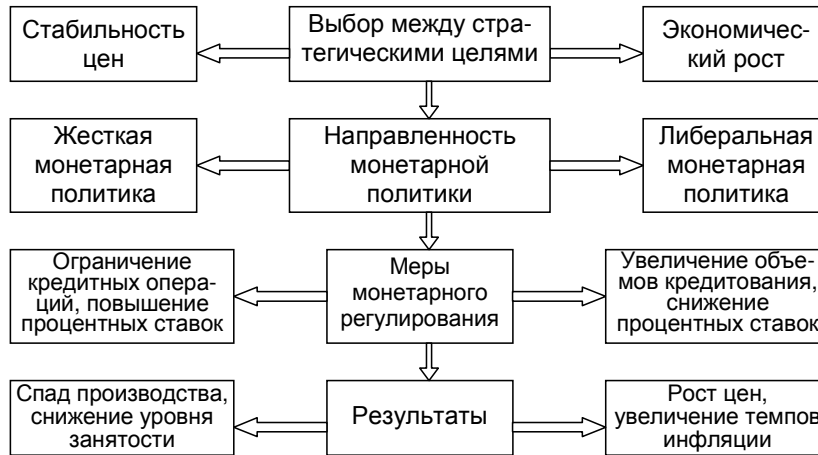 Стабильность
цен
Выбор между стра-
тегическими целями
Экономичес-
кий рост
Жесткая
монетарная
политика
Направленность
монетарной
политики
Либеральная
монетарная
политика
Ограничение
кредитных опера-
ций, повышение
процентных ставок
Меры
монетарного
регулирования
Увеличение объе-
мов кредитования,
снижение
процентных ставок
Спад производства,
снижение уровня
занятости
Результаты
Рост цен,
увеличение темпов
инфляции